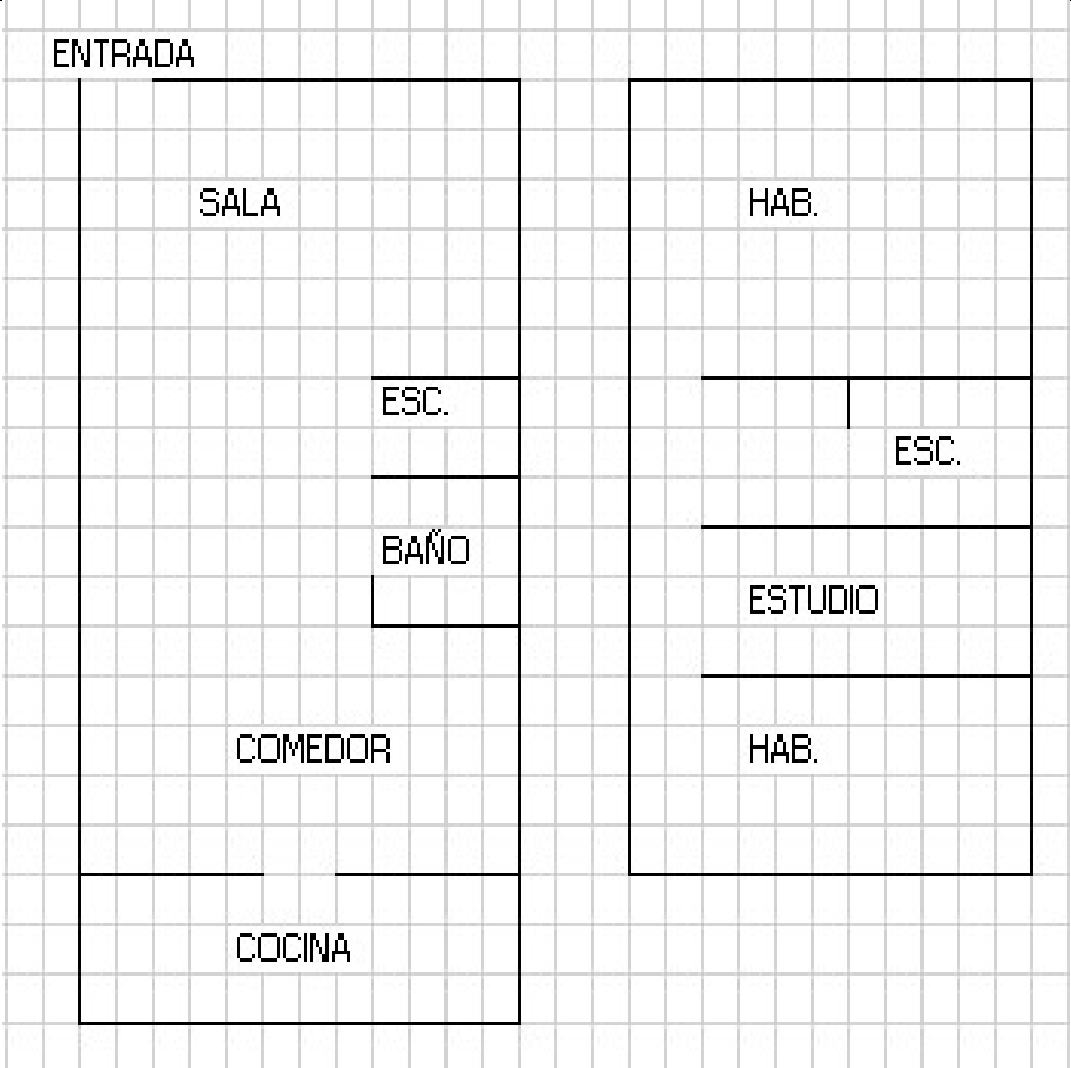 ENTRADA
SALA
ESC.
BAÑO
COMEDOR
COCINA
HAB.
ESC.
ESTUDIO
HAB.